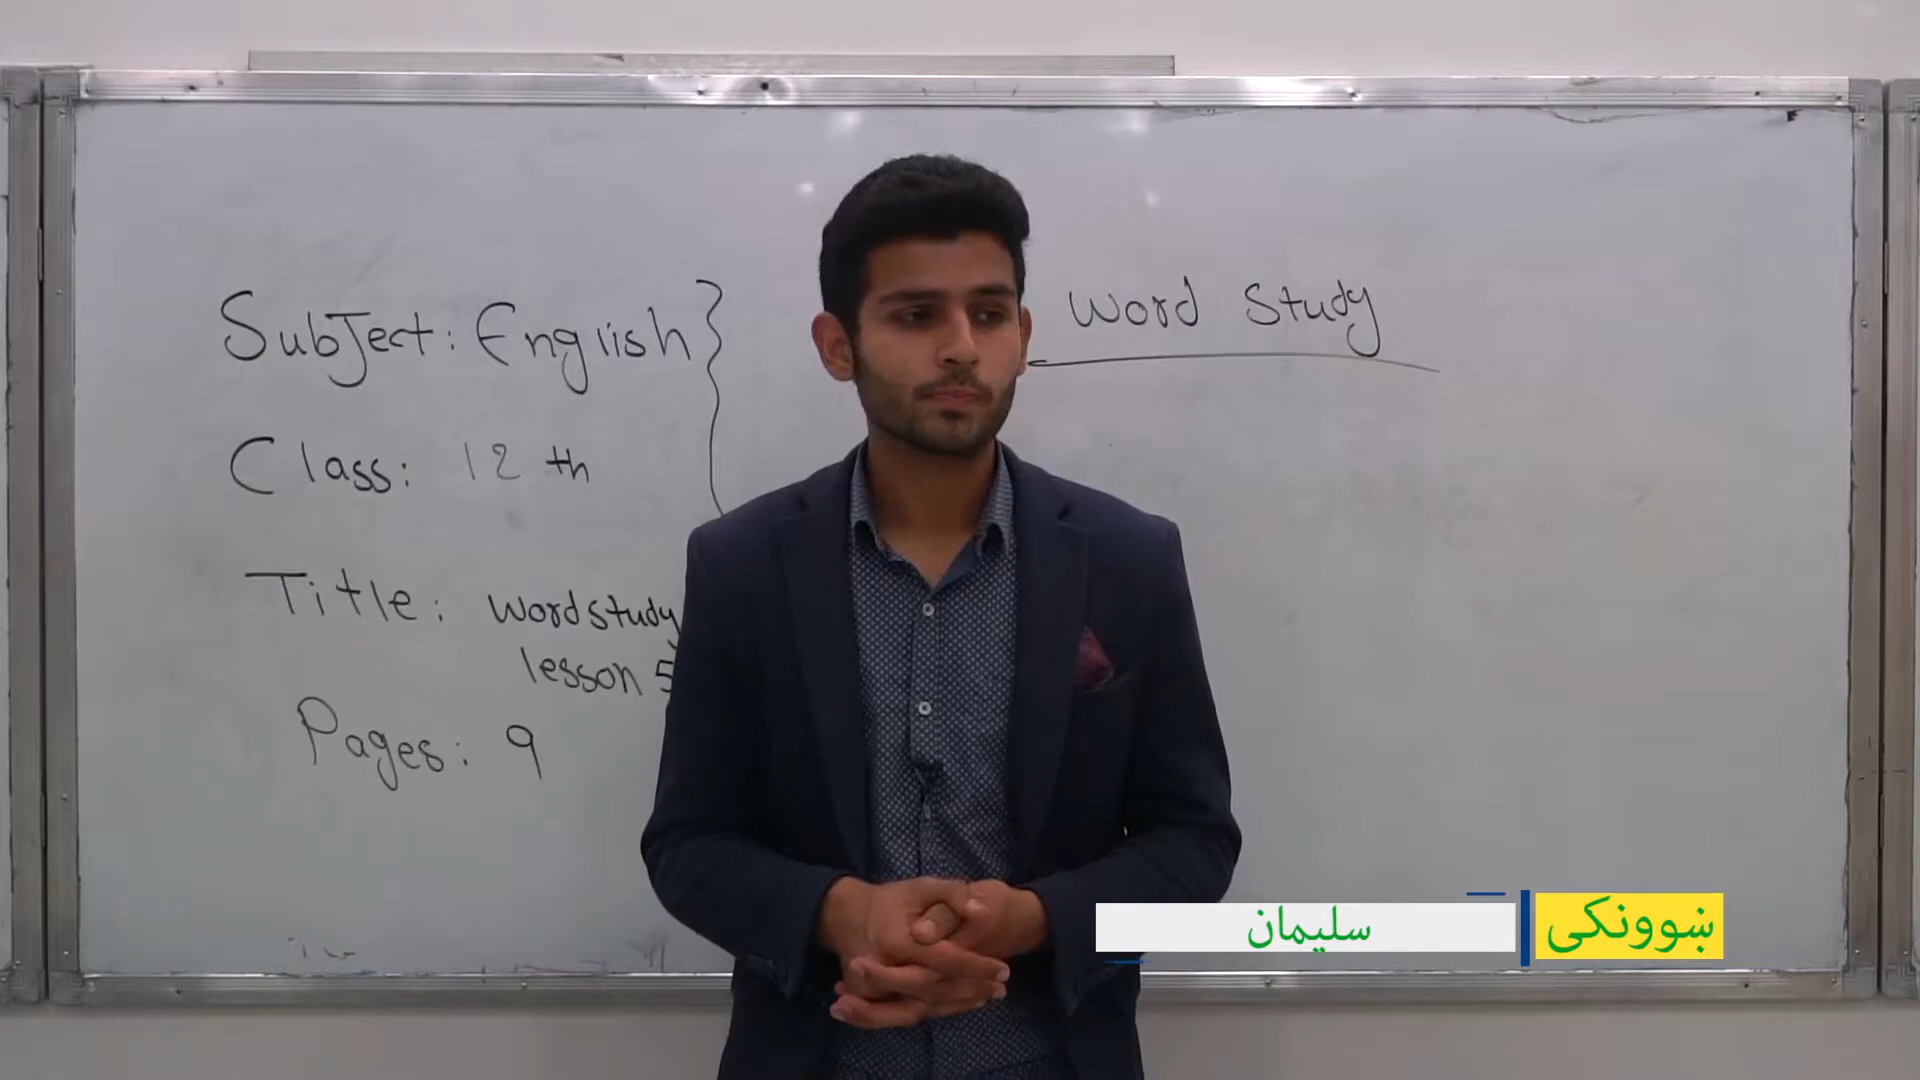 SubJect: English
Class: 12 th
Title: word study
lesson 5
Pages: 9
Word Study
ښوونکی
سلیمان